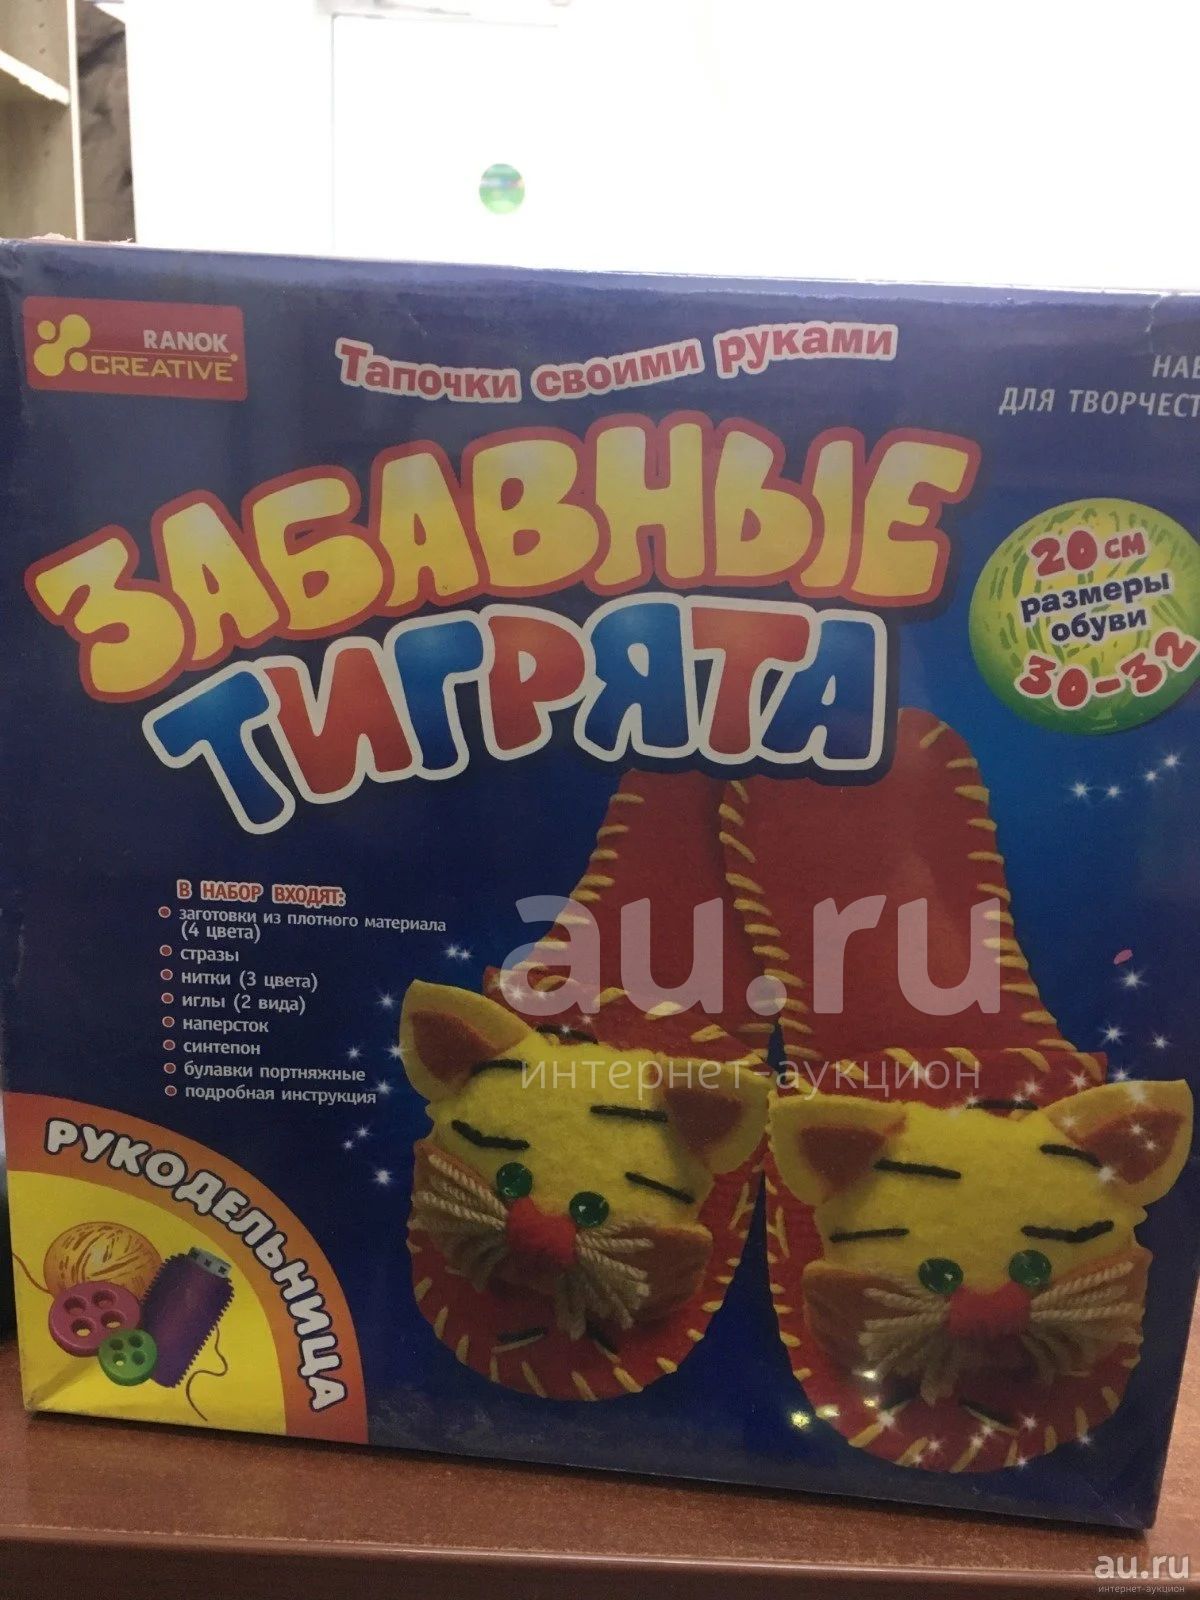 RANOK
CREATIVE
Тапочки своими руками
ДЛЯ
ЗАБАВНЫЕ
ТИГРЯТА
20 см
размеры
обуви
30-32
В НАБОР ВХОДЯТ:
заготовки из плотного материала
(4 цвета)
стразы
нитки (3 цвета)
иглы (2 вида)
наперсток
синтепон
булавки портняжные
подробная инструкция
РУКОДЕЛЬНИЦА
au.ru
интернет-аукцион
au.ru
интернет-аукцион